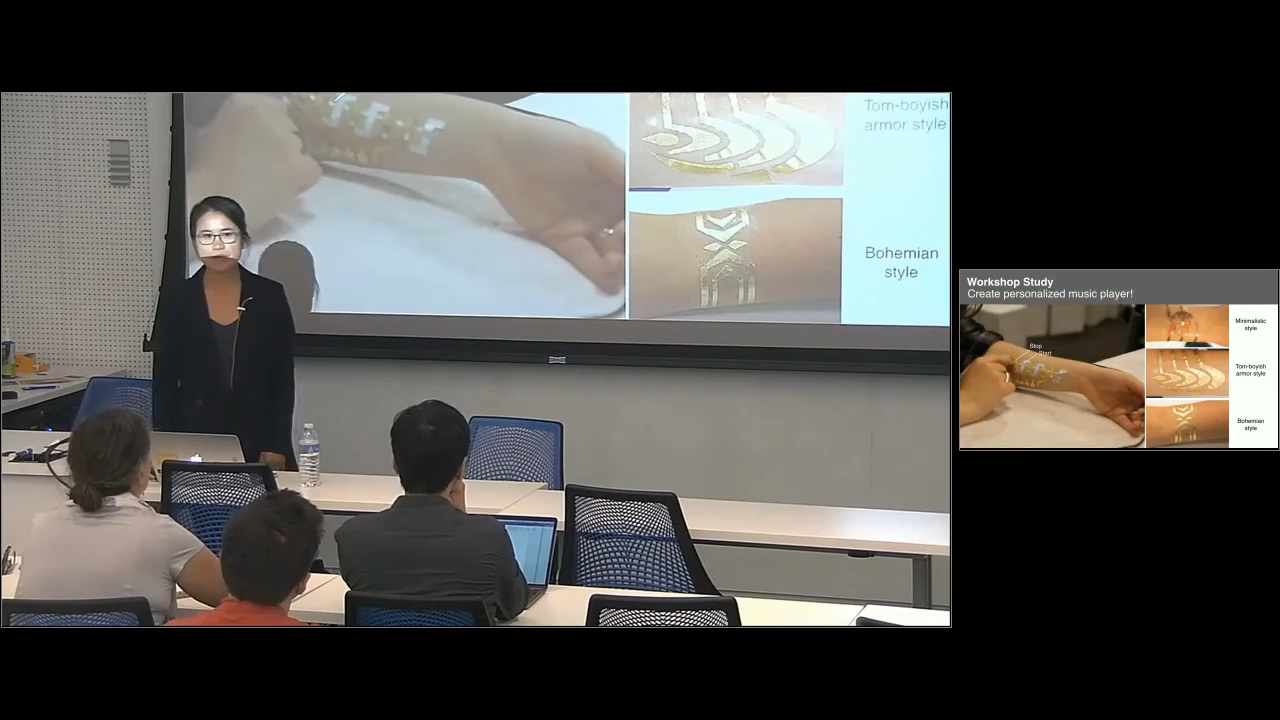 Tom-boyish
armor style
Bohemian
style
Workshop Study
Create personalized music player!
Stop
Start
Minimalistic
style
Tom-boyish
armor style
Bohemian
style